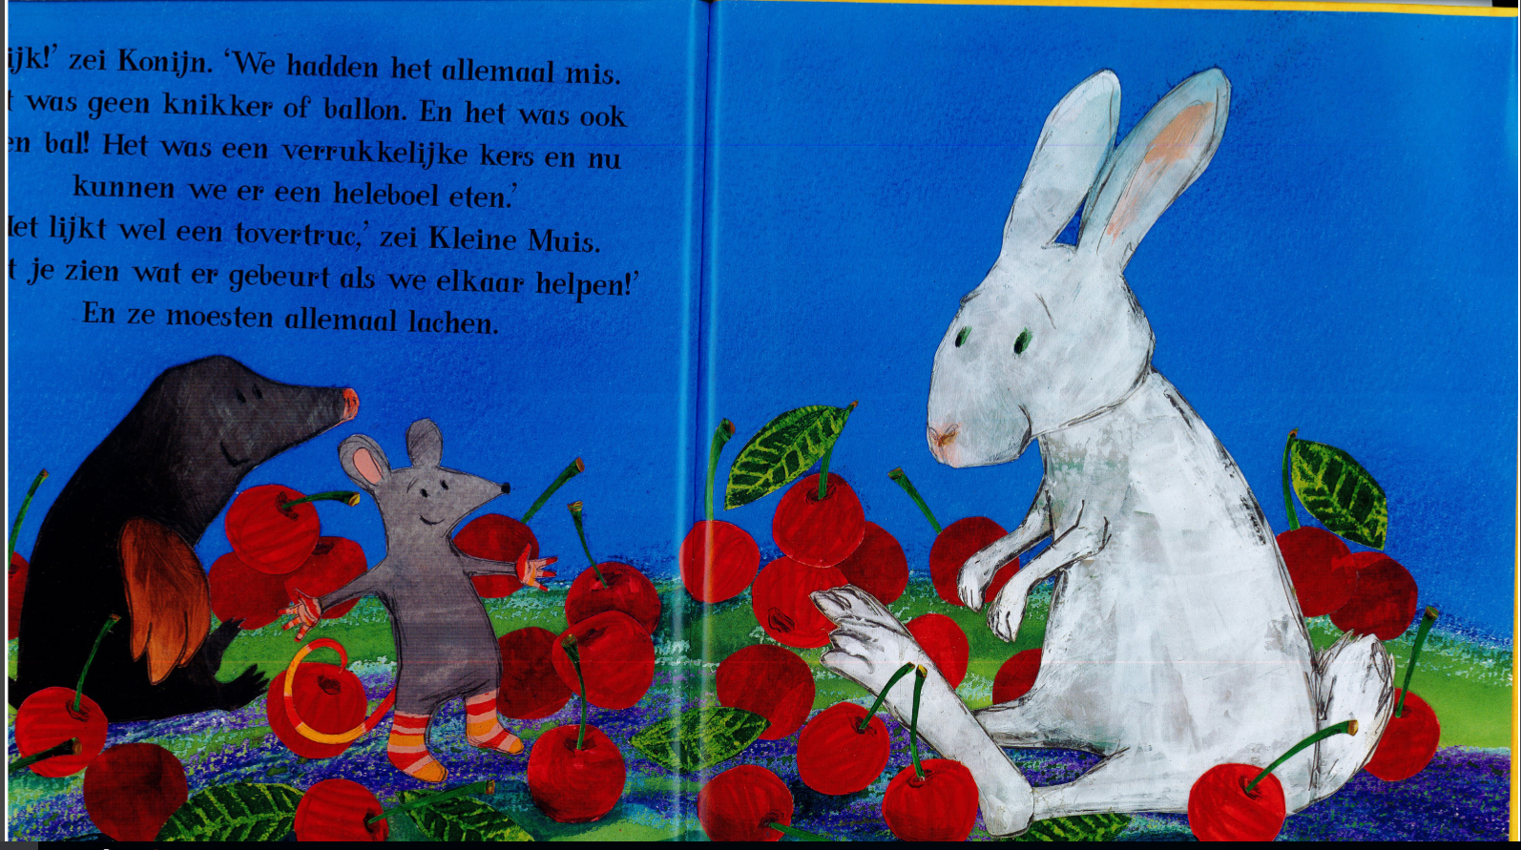 ijk!’ zei Konijn. ‘We hadden het allemaal mis.
t was geen knikker of ballon. En het was ook
en bal! Het was een verrukkelijke kers en nu
kunnen we er een heleboel eten.’
Het lijkt wel een tovertruc,’ zei Kleine Muis.
t je zien wat er gebeurt als we elkaar helpen!’
En ze moesten allemaal lachen.